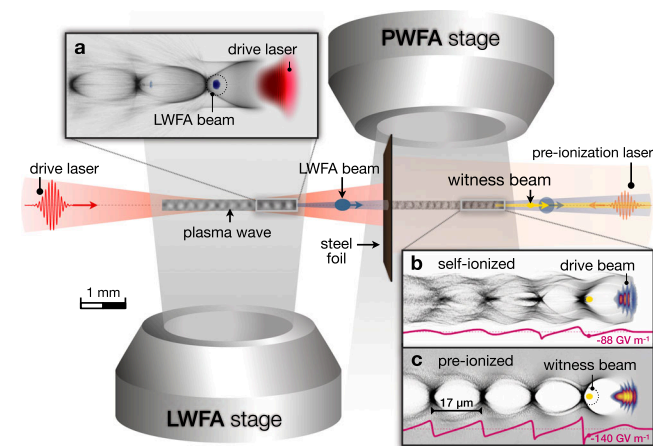 PWFA stage
a
drive laser
LWFA beam
drive laser
LWFA beam
pre-ionization laser
witness beam
plasma wave
steel
foil
1 mm
b
self-ionized
drive beam
-88 GV m⁻¹
c
pre-ionized
witness beam
17 µm
-140 GV m⁻¹
LWFA stage